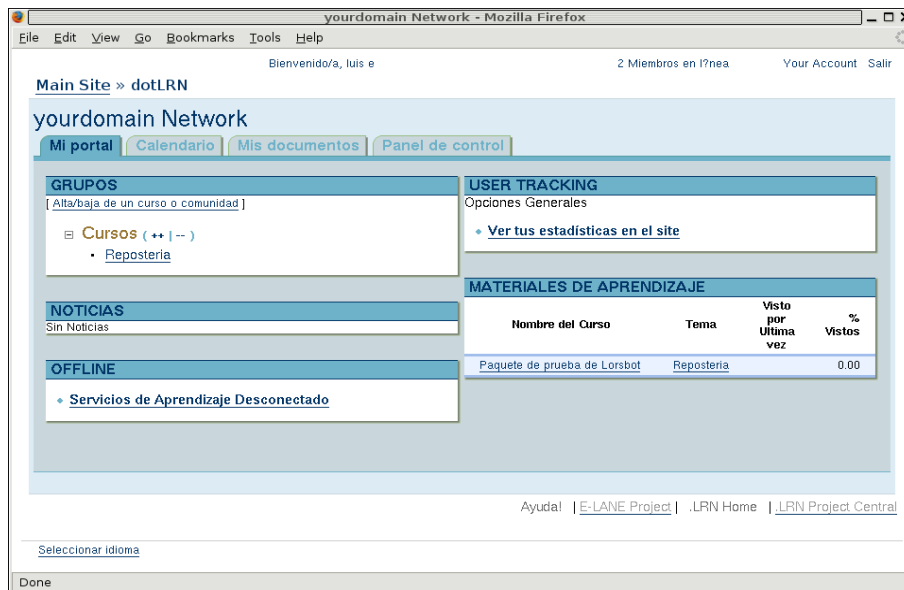 yourdomain Network - Mozilla Firefox
File Edit View Go Bookmarks Tools Help
Bienvenido/a, luis e 2 Miembros en l?nea Your Account Salir
Main Site » dotLRN
yourdomain Network
Mi portal Calendario Mis documentos Panel de control
GRUPOS
[ Alta/baja de un curso o comunidad ]
Cursos ( ++ | -- )
Reposteria
NOTICIAS
Sin Noticias
OFFLINE
Servicios de Aprendizaje Desconectado
USER TRACKING
Opciones Generales
Ver tus estadísticas en el site
MATERIALES DE APRENDIZAJE
Nombre del Curso Tema Visto por Ultima vez % Vistos
Paquete de prueba de Lorsbot Reposteria 0.00
Ayuda! | E-LANE Project | .LRN Home | .LRN Project Central
Seleccionar idioma
Done